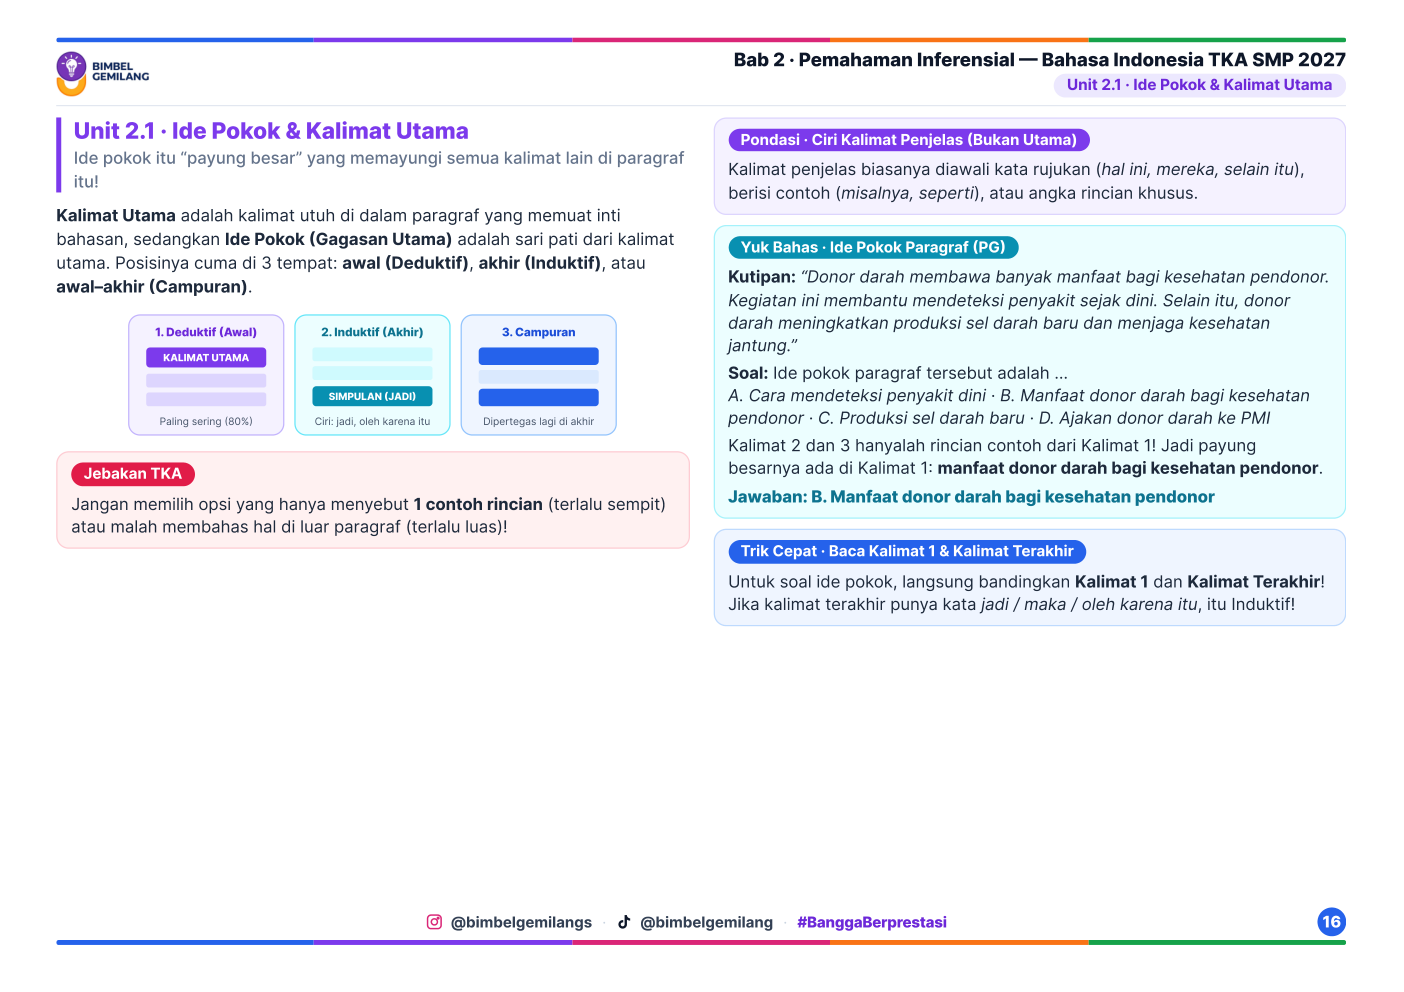 BIMBEL
GEMILANG
Bab 2 · Pemahaman Inferensial — Bahasa Indonesia TKA SMP 2027
Unit 2.1 · Ide Pokok & Kalimat Utama
Unit 2.1 · Ide Pokok & Kalimat Utama
Ide pokok itu “payung besar” yang memayungi semua kalimat lain di paragraf
itu!
Kalimat Utama adalah kalimat utuh di dalam paragraf yang memuat inti
bahasan, sedangkan Ide Pokok (Gagasan Utama) adalah sari pati dari kalimat
utama. Posisinya cuma di 3 tempat: awal (Deduktif), akhir (Induktif), atau
awal–akhir (Campuran).
1. Deduktif (Awal)
KALIMAT UTAMA
Paling sering (80%)
2. Induktif (Akhir)
SIMPULAN (JADI)
Ciri: jadi, oleh karena itu
3. Campuran
Dipertegas lagi di akhir
Jebakan TKA
Jangan memilih opsi yang hanya menyebut 1 contoh rincian (terlalu sempit)
atau malah membahas hal di luar paragraf (terlalu luas)!
Pondasi · Ciri Kalimat Penjelas (Bukan Utama)
Kalimat penjelas biasanya diawali kata rujukan (hal ini, mereka, selain itu),
berisi contoh (misalnya, seperti), atau angka rincian khusus.
Yuk Bahas · Ide Pokok Paragraf (PG)
Kutipan: “Donor darah membawa banyak manfaat bagi kesehatan pendonor.
Kegiatan ini membantu mendeteksi penyakit sejak dini. Selain itu, donor
darah meningkatkan produksi sel darah baru dan menjaga kesehatan
jantung.”
Soal: Ide pokok paragraf tersebut adalah ...
A. Cara mendeteksi penyakit dini · B. Manfaat donor darah bagi kesehatan
pendonor · C. Produksi sel darah baru · D. Ajakan donor darah ke PMI
Kalimat 2 dan 3 hanyalah rincian contoh dari Kalimat 1! Jadi payung
besarnya ada di Kalimat 1: manfaat donor darah bagi kesehatan pendonor.
Jawaban: B. Manfaat donor darah bagi kesehatan pendonor
Trik Cepat · Baca Kalimat 1 & Kalimat Terakhir
Untuk soal ide pokok, langsung bandingkan Kalimat 1 dan Kalimat Terakhir!
Jika kalimat terakhir punya kata jadi / maka / oleh karena itu, itu Induktif!
@bimbelgemilangs · @bimbelgemilang · #BanggaBerprestasi
16